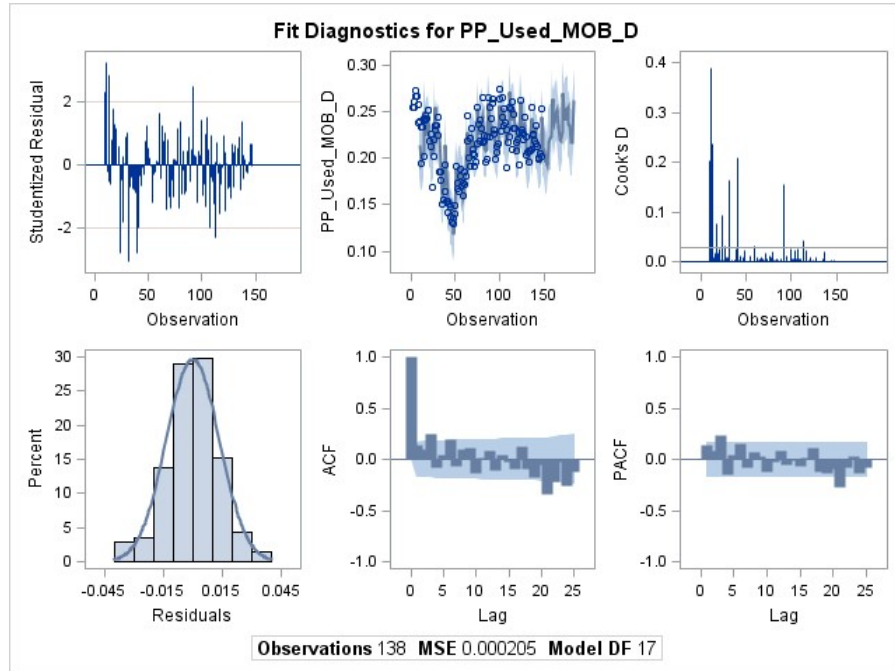 Fit Diagnostics for PP_Used_MOB_D
Studentized Residual
2
0
-2
0 50 100 150
Observation
PP_Used_MOB_D
0.30
0.25
0.20
0.15
0.10
0 50 100 150
Observation
Cook's D
0.4
0.3
0.2
0.1
0.0
0 50 100 150 200
Observation
Percent
30
25
20
15
10
5
0
-0.045 -0.015 0.015 0.045
Residuals
ACF
1.0
0.5
0.0
-0.5
-1.0
0 5 10 15 20 25
Lag
PACF
1.0
0.5
0.0
-0.5
-1.0
0 5 10 15 20 25
Lag
Observations 138 MSE 0.000205 Model DF 17